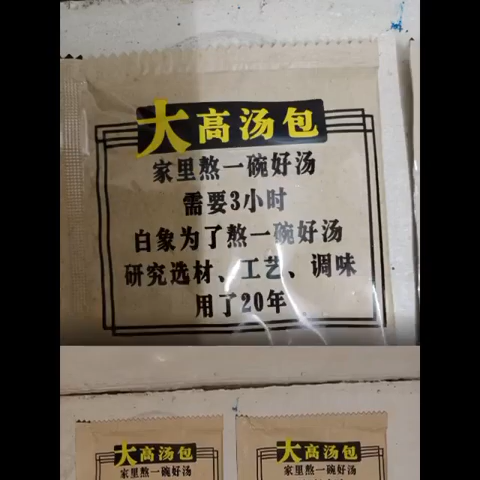 大高汤包
家里熬一碗好汤
需要3小时
白象为了熬一碗好汤
研究选材、工艺、调味
用了20年
大高汤包
家里熬一碗好汤
大高汤包
家里熬一碗好汤